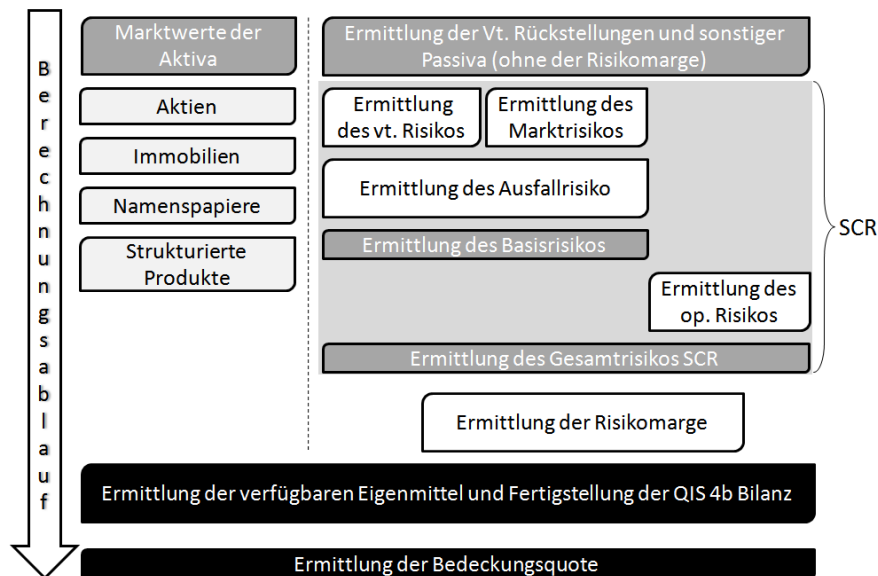 Berechnungsablauf
Marktwerte der
Aktiva
Aktien
Immobilien
Namenspapiere
Strukturierte
Produkte
Ermittlung der Vt. Rückstellungen und sonstiger
Passiva (ohne der Risikomarge)
Ermittlung
des vt. Risikos
Ermittlung des
Marktrisikos
Ermittlung des Ausfallrisiko
Ermittlung des Basisrisikos
Ermittlung des
op. Risikos
Ermittlung des Gesamtrisikos SCR
SCR
Ermittlung der Risikomarge
Ermittlung der verfügbaren Eigenmittel und Fertigstellung der QIS 4b Bilanz
Ermittlung der Bedeckungsquote